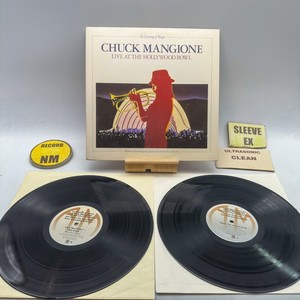 An Evening of Magic
CHUCK MANGIONE
LIVE AT THE HOLLYWOOD BOWL
RECORD
NM
SLEEVE
EX
ULTRASONIC
CLEAN
A&M
A&M